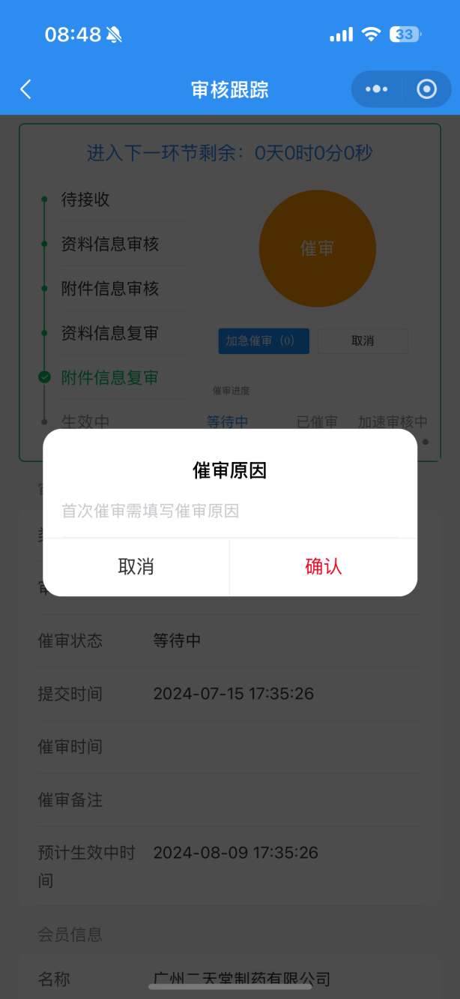 08:48
33
审核跟踪
进入下一环节剩余：0天0时0分0秒
待接收
资料信息审核
附件信息审核
资料信息复审
附件信息复审
生效中
催审
加急催审（0）
取消
催审进度
等待中
已催审
加速审核中
催审原因
首次催审需填写催审原因
取消
确认
催审状态
等待中
提交时间
2024-07-15 17:35:26
催审时间
催审备注
预计生效中时
间
2024-08-09 17:35:26
会员信息
名称
广州二天堂制药有限公司